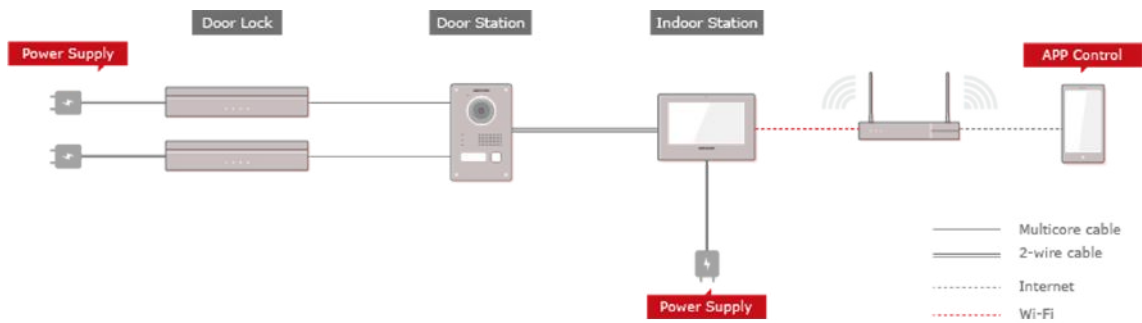 Door Lock
Door Station
Indoor Station
Power Supply
APP Control
Power Supply
Multicore cable
2-wire cable
Internet
Wi-Fi